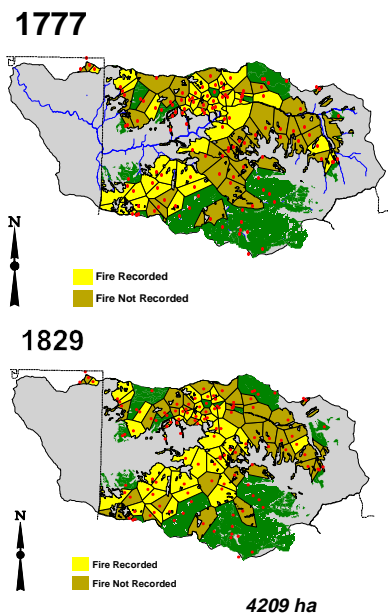 1777
N
Fire Recorded
Fire Not Recorded
1829
N
Fire Recorded
Fire Not Recorded
4209 ha